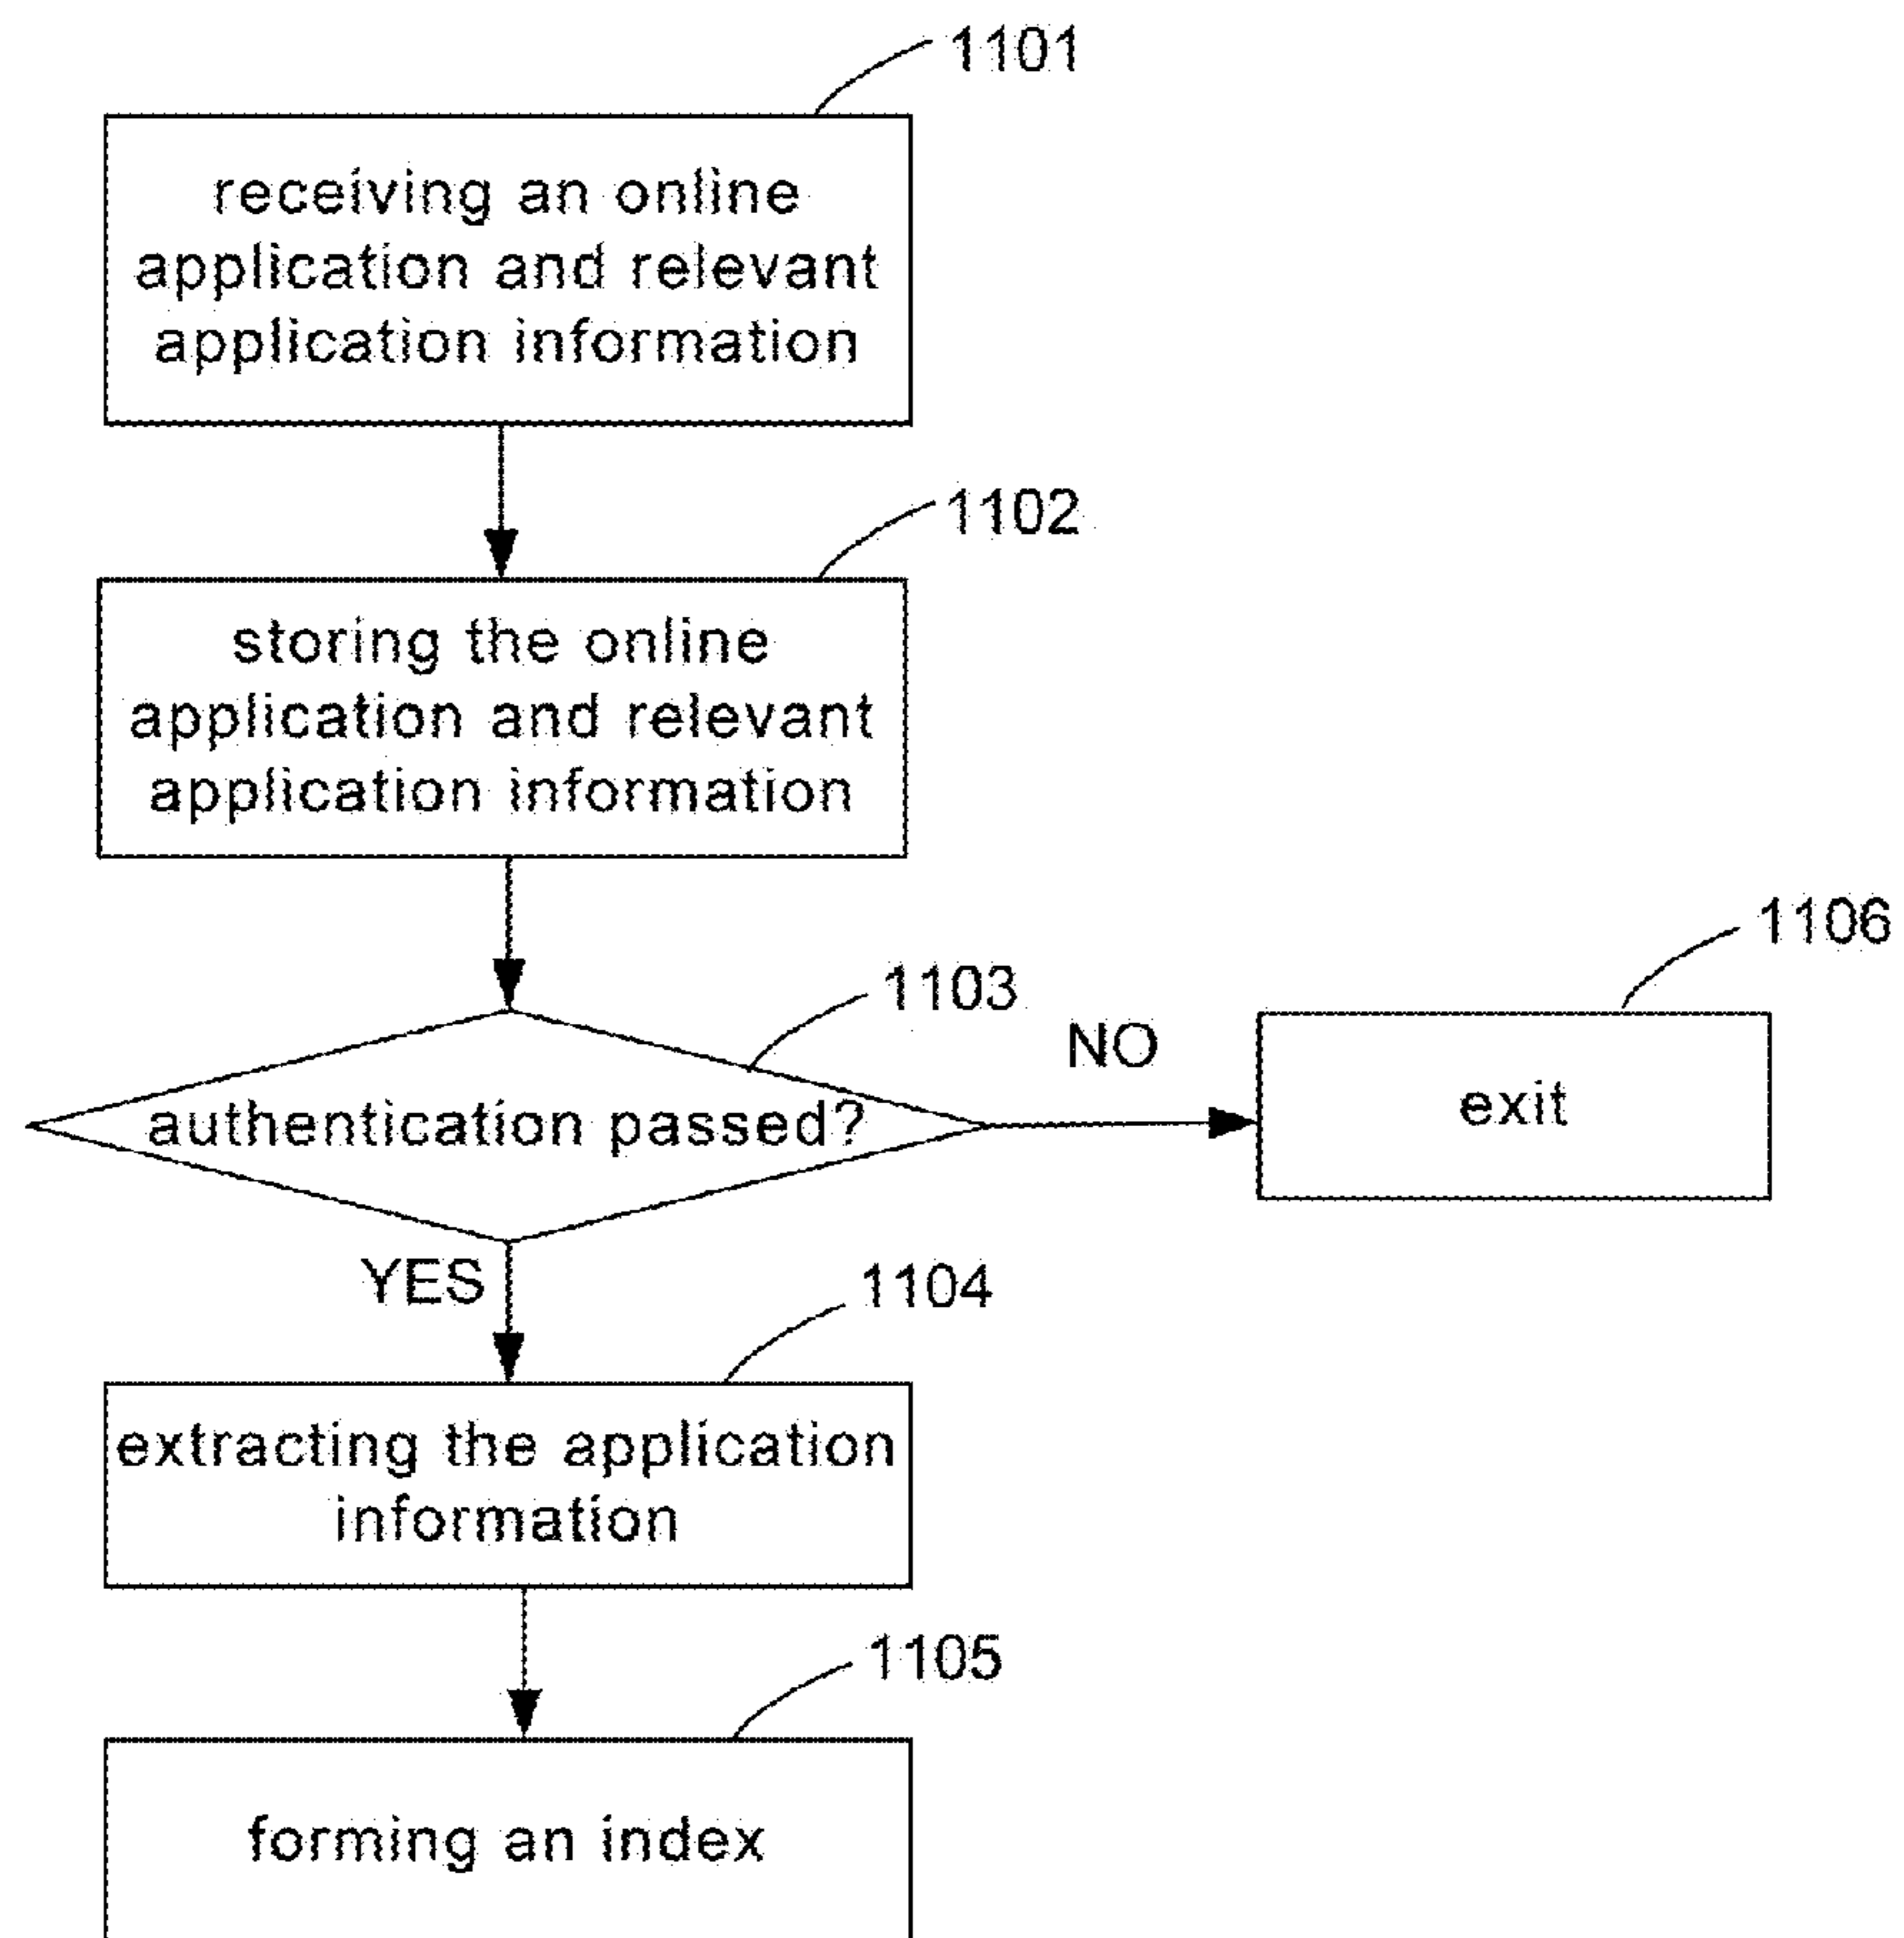 1101
receiving an online
application and relevant
application information
1102
storing the online
application and relevant
application information
1103
authentication passed?
NO
1106
exit
YES
1104
extracting the application
information
1105
forming an index